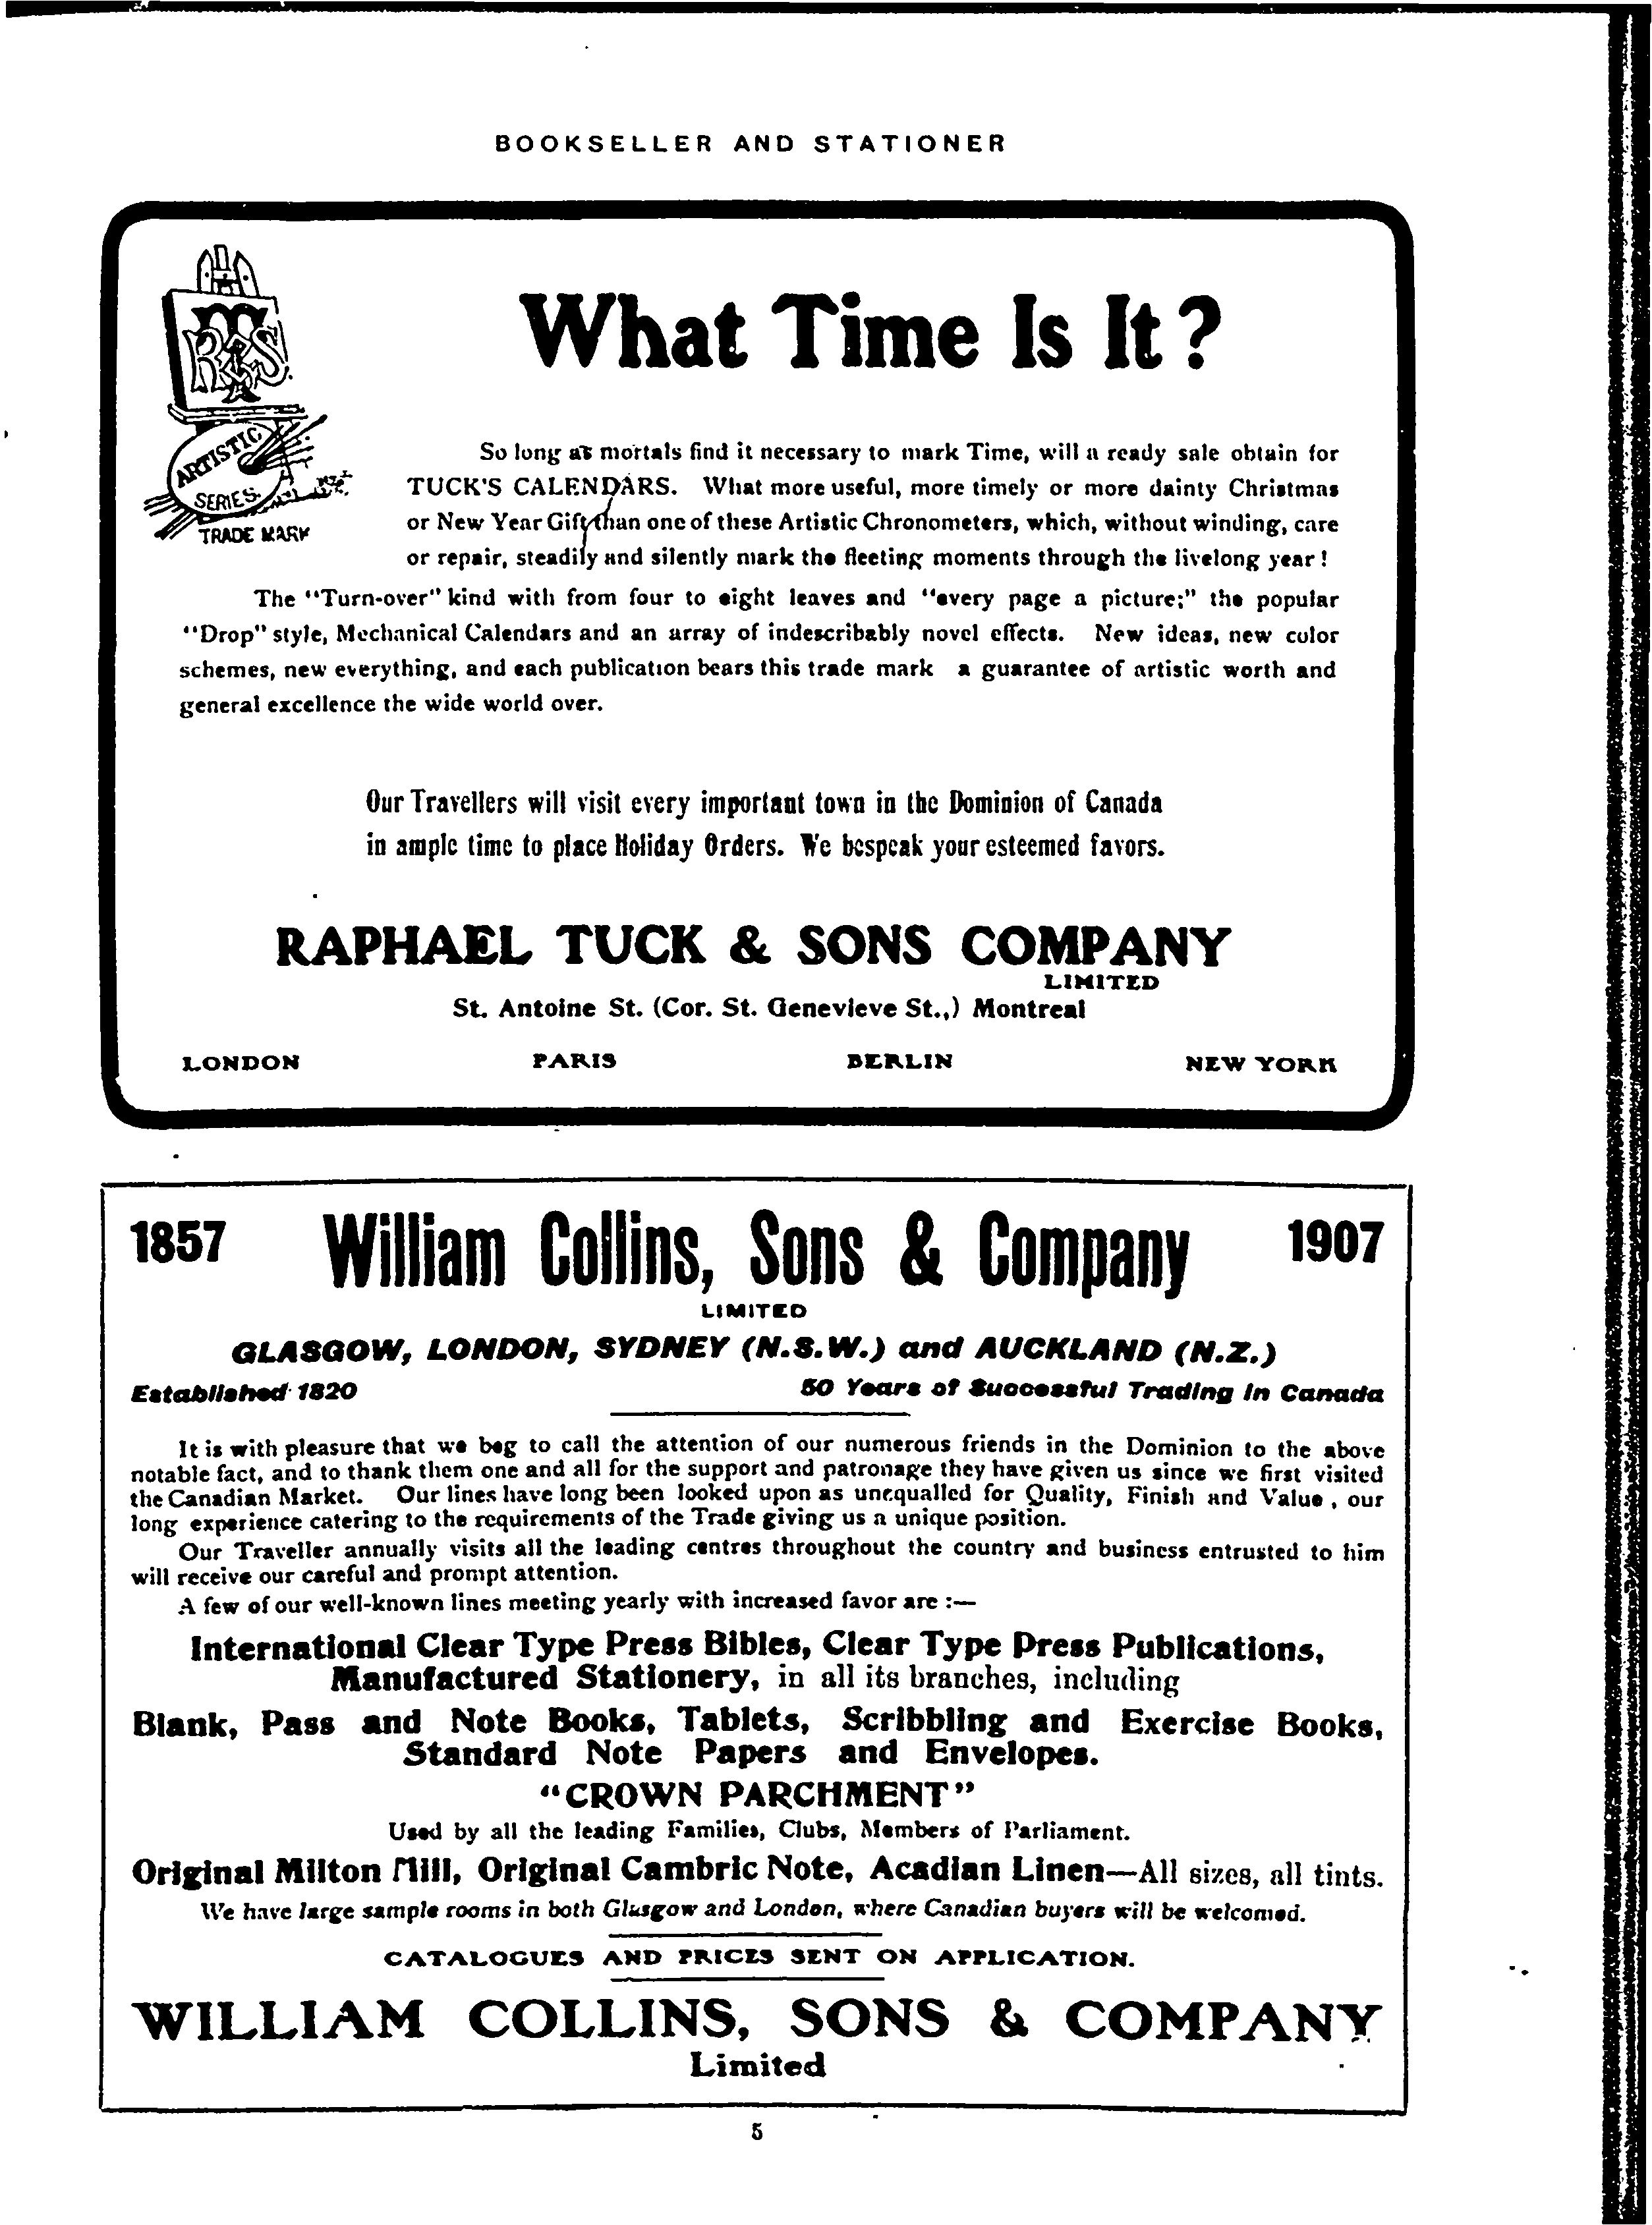 BOOKSELLER AND STATIONER
What Time Is It?
ARTISTIC
SERIES.
TRADE MARK
So long as mortals find it necessary to mark Time, will a ready sale obtain for
TUCK'S CALENDARS. What more useful, more timely or more dainty Christmas
or New Year Gift than one of these Artistic Chronometers, which, without winding, care
or repair, steadily and silently mark the fleeting moments through the livelong year!
The "Turn-over" kind with from four to eight leaves and "every page a picture;" the popular
"Drop" style, Mechanical Calendars and an array of indescribably novel effects. New ideas, new color
schemes, new everything, and each publication bears this trade mark a guarantee of artistic worth and
general excellence the wide world over.
Our Travellers will visit every important town in the Dominion of Canada
in ample time to place Holiday Orders. We bespeak your esteemed favors.
RAPHAEL TUCK & SONS COMPANY
LIMITED
St. Antoine St. (Cor. St. Genevieve St.,) Montreal
LONDON PARIS BERLIN NEW YORK
1857 William Collins, Sons & Company 1907
LIMITED
GLASGOW, LONDON, SYDNEY (N.S.W.) and AUCKLAND (N.Z.)
Established 1820 50 Years of Successful Trading in Canada
It is with pleasure that we beg to call the attention of our numerous friends in the Dominion to the above
notable fact, and to thank them one and all for the support and patronage they have given us since we first visited
the Canadian Market. Our lines have long been looked upon as unequalled for Quality, Finish and Value, our
long experience catering to the requirements of the Trade giving us a unique position.
Our Traveller annually visits all the leading centres throughout the country and business entrusted to him
will receive our careful and prompt attention.
A few of our well-known lines meeting yearly with increased favor are :—
International Clear Type Press Bibles, Clear Type Press Publications,
Manufactured Stationery, in all its branches, including
Blank, Pass and Note Books, Tablets, Scribbling and Exercise Books,
Standard Note Papers and Envelopes.
"CROWN PARCHMENT"
Used by all the leading Families, Clubs, Members of Parliament.
Original Milton Mill, Original Cambric Note, Acadian Linen—All sizes, all tints.
We have large sample rooms in both Glasgow and London, where Canadian buyers will be welcomed.
CATALOGUES AND PRICES SENT ON APPLICATION.
WILLIAM COLLINS, SONS & COMPANY
Limited
5